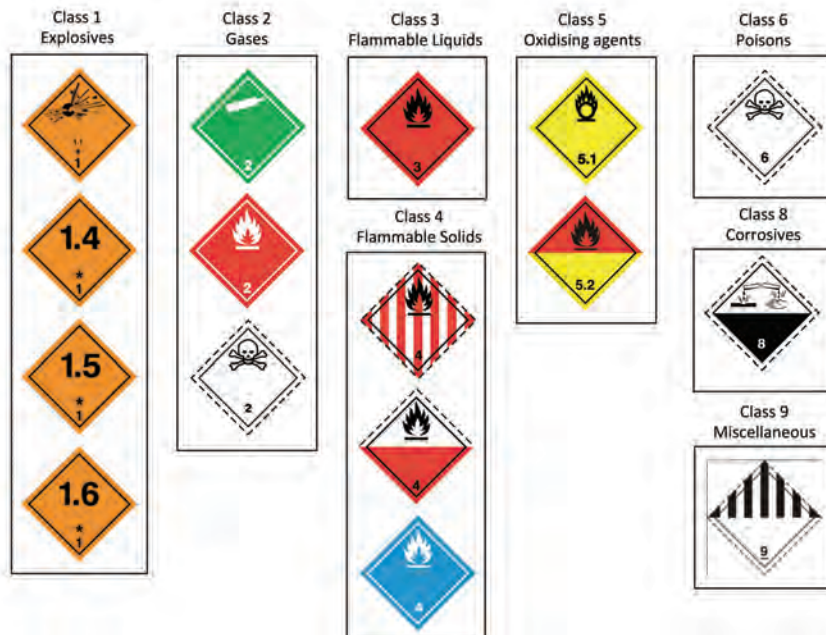 Class 1
Explosives
1
1.4
*
1
1.5
*
1
1.6
*
1
Class 2
Gases
2
2
2
Class 3
Flammable Liquids
3
Class 4
Flammable Solids
4
4
4
Class 5
Oxidising agents
5.1
5.2
Class 6
Poisons
6
Class 8
Corrosives
8
Class 9
Miscellaneous
9